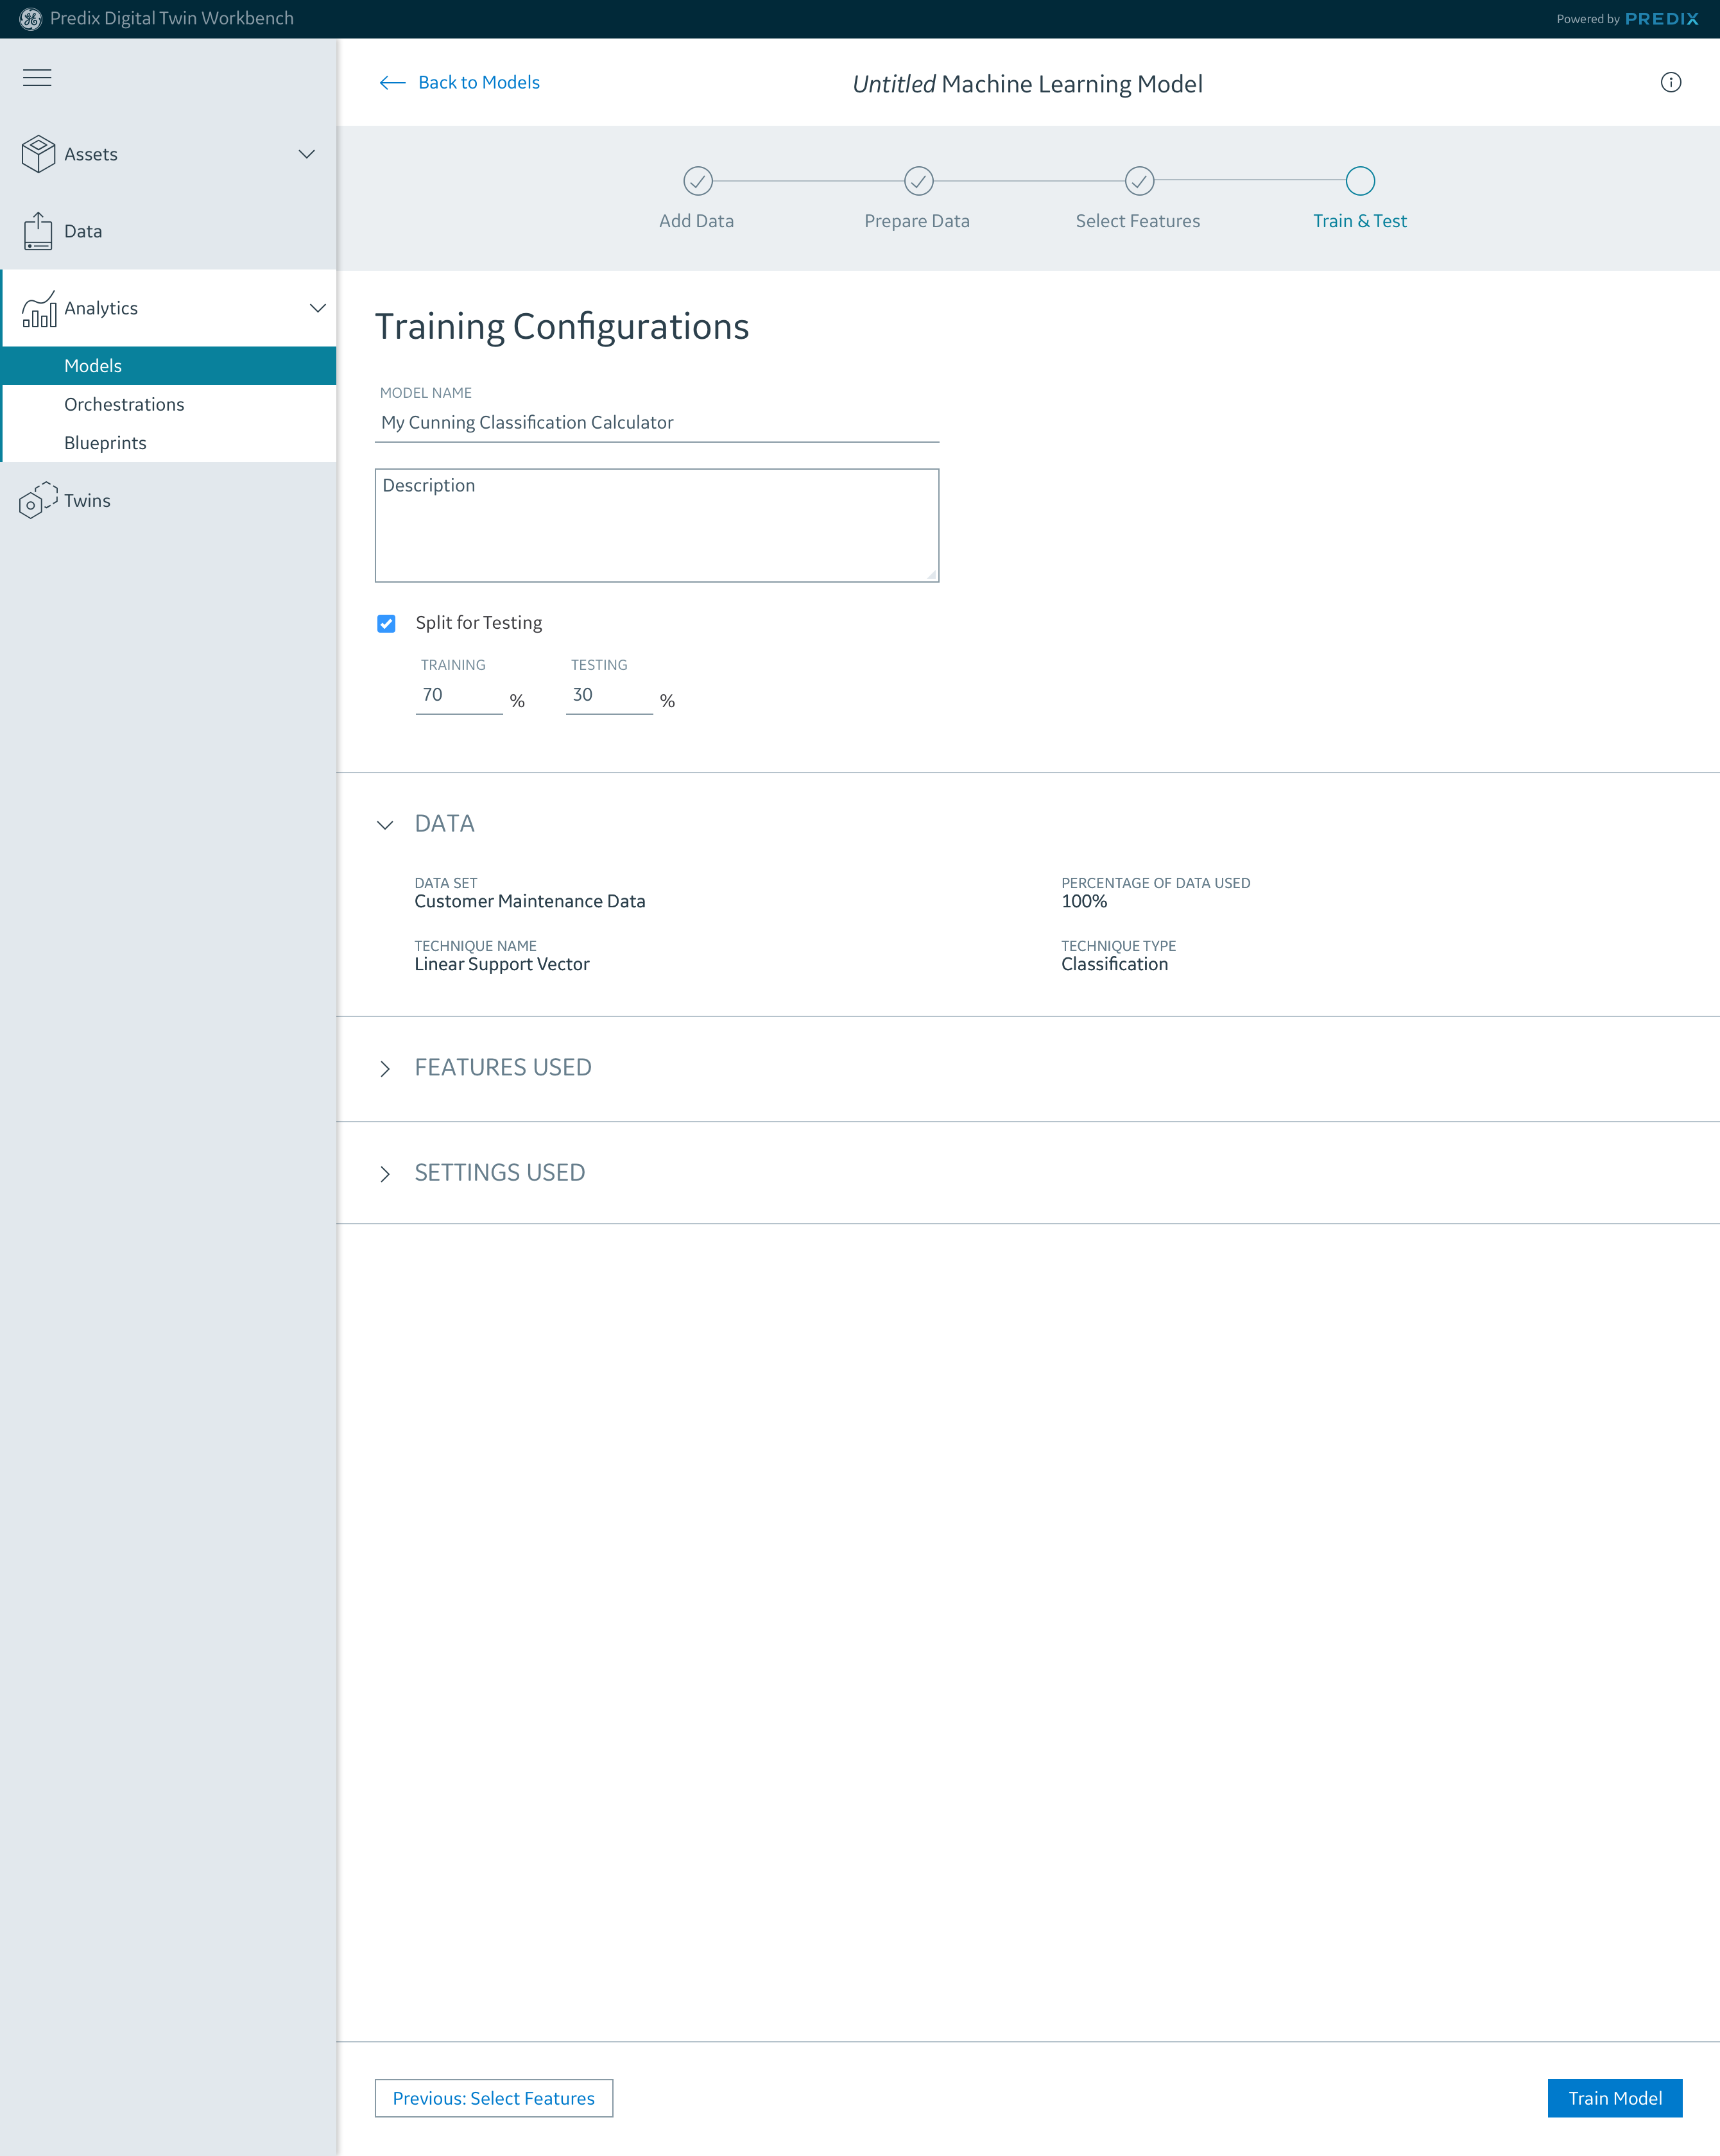 Predix Digital Twin Workbench
Powered by PREDIX
Back to Models
Untitled Machine Learning Model
Assets
Data
Analytics
Models
Orchestrations
Blueprints
Twins
Add Data
Prepare Data
Select Features
Train & Test
Training Configurations
MODEL NAME
My Cunning Classification Calculator
Description
Split for Testing
TRAINING
TESTING
70 %
30 %
DATA
DATA SET
Customer Maintenance Data
PERCENTAGE OF DATA USED
100%
TECHNIQUE NAME
Linear Support Vector
TECHNIQUE TYPE
Classification
FEATURES USED
SETTINGS USED
Previous: Select Features
Train Model